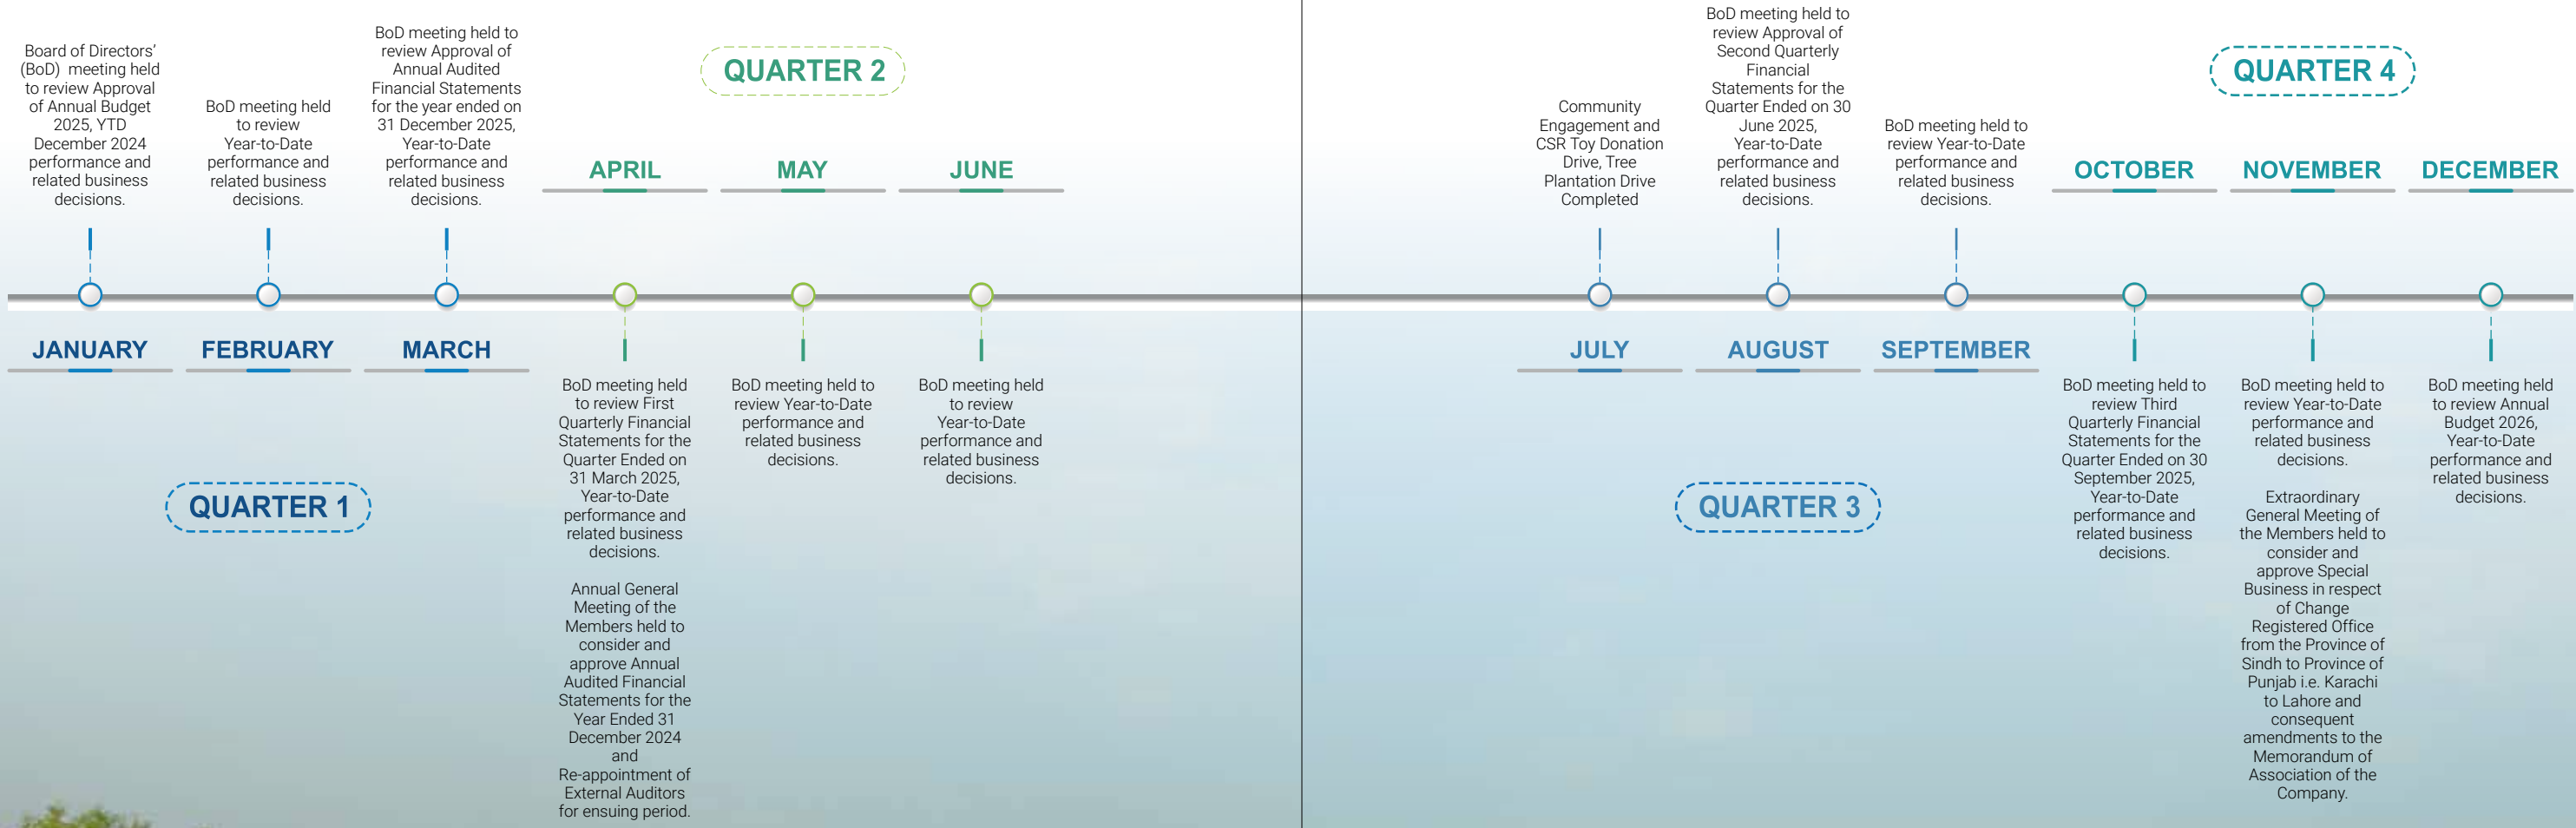 Board of Directors’
(BoD) meeting held
to review Approval
of Annual Budget
2025, YTD
December 2024
performance and
related business
decisions.
JANUARY
BoD meeting held
to review
Year-to-Date
performance and
related business
decisions.
FEBRUARY
BoD meeting held to
review Approval of
Annual Audited
Financial Statements
for the year ended on
31 December 2025,
Year-to-Date
performance and
related business
decisions.
MARCH
QUARTER 1
QUARTER 2
APRIL
BoD meeting held
to review First
Quarterly Financial
Statements for the
Quarter Ended on
31 March 2025,
Year-to-Date
performance and
related business
decisions.
Annual General
Meeting of the
Members held to
consider and
approve Annual
Audited Financial
Statements for the
Year Ended 31
December 2024
and
Re-appointment of
External Auditors
for ensuing period.
MAY
BoD meeting held to
review Year-to-Date
performance and
related business
decisions.
JUNE
BoD meeting held
to review
Year-to-Date
performance and
related business
decisions.
Community
Engagement and
CSR Toy Donation
Drive, Tree
Plantation Drive
Completed
JULY
BoD meeting held to
review Approval of
Second Quarterly
Financial
Statements for the
Quarter Ended on 30
June 2025,
Year-to-Date
performance and
related business
decisions.
AUGUST
BoD meeting held to
review Year-to-Date
performance and
related business
decisions.
SEPTEMBER
QUARTER 3
QUARTER 4
OCTOBER
BoD meeting held to
review Third
Quarterly Financial
Statements for the
Quarter Ended on 30
September 2025,
Year-to-Date
performance and
related business
decisions.
NOVEMBER
BoD meeting held to
review Year-to-Date
performance and
related business
decisions.
Extraordinary
General Meeting of
the Members held to
consider and
approve Special
Business in respect
of Change
Registered Office
from the Province of
Sindh to Province of
Punjab i.e. Karachi
to Lahore and
consequent
amendments to the
Memorandum of
Association of the
Company.
DECEMBER
BoD meeting held
to review Annual
Budget 2026,
Year-to-Date
performance and
related business
decisions.